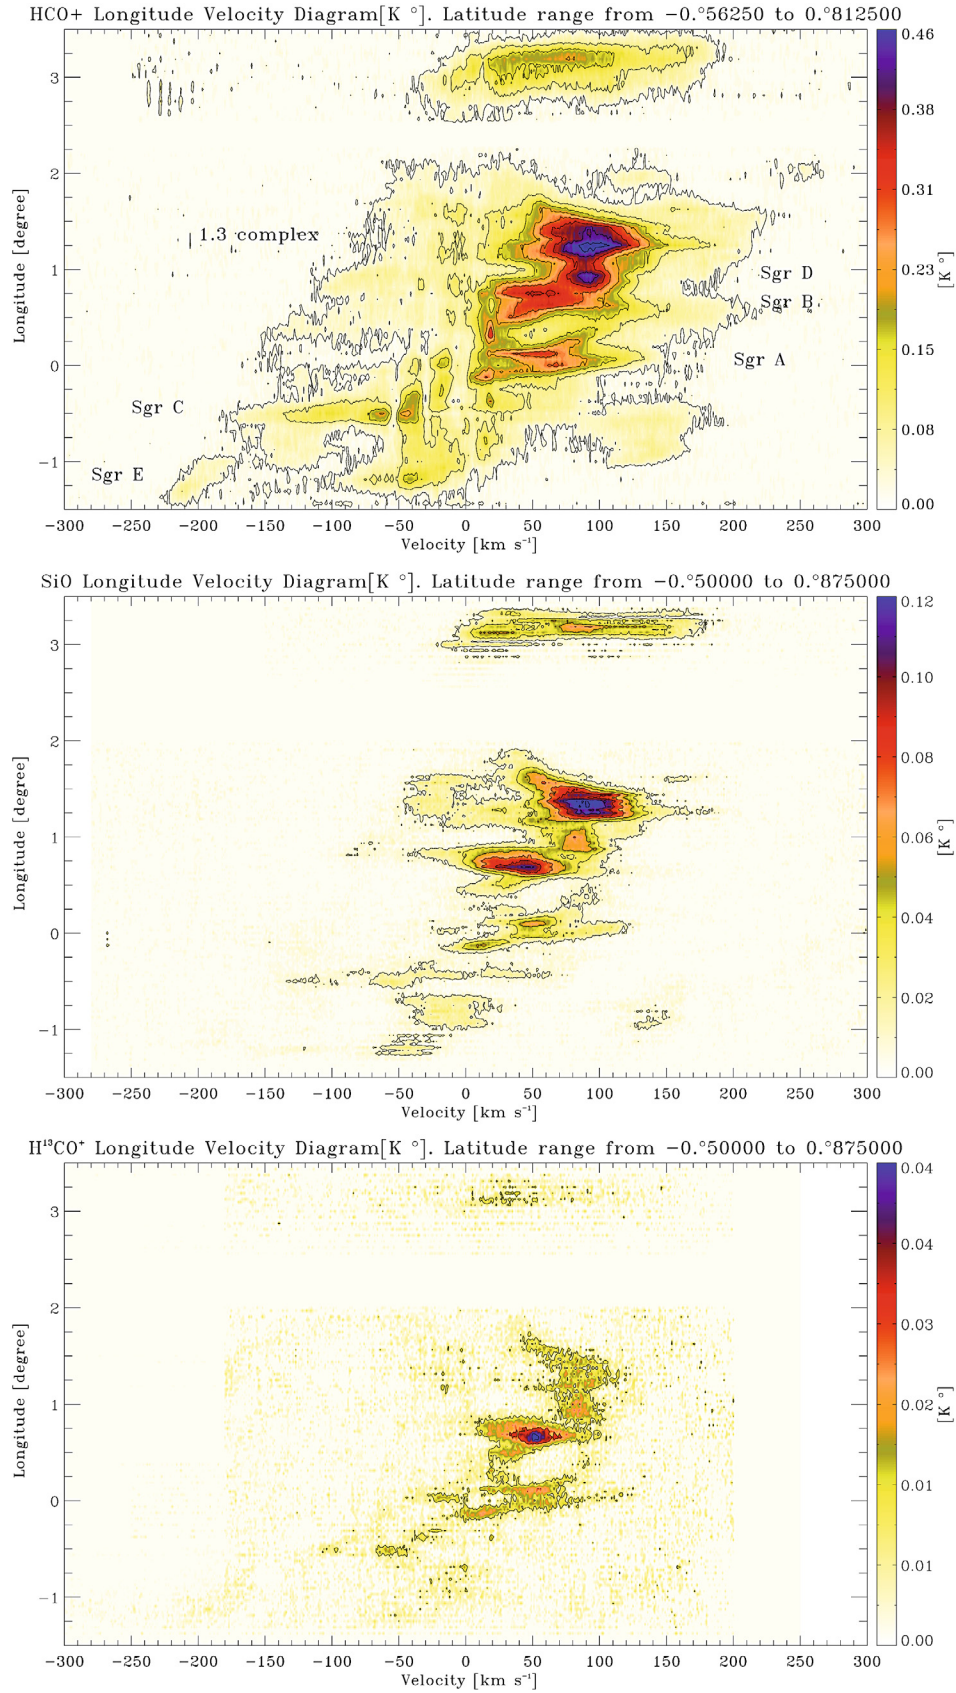 HCO+ Longitude Velocity Diagram[K °]. Latitude range from −0.°56250 to 0.°812500
3
2
1
0
−1
Longitude [degree]
1.3 complex
Sgr D
Sgr B
Sgr A
Sgr C
Sgr E
−300 −250 −200 −150 −100 −50 0 50 100 150 200 250 300
Velocity [km s⁻¹]
0.46
0.38
0.31
0.23
0.15
0.08
0.00
[K °]
SiO Longitude Velocity Diagram[K °]. Latitude range from −0.°50000 to 0.°875000
3
2
1
0
−1
Longitude [degree]
−300 −250 −200 −150 −100 −50 0 50 100 150 200 250 300
Velocity [km s⁻¹]
0.12
0.10
0.08
0.06
0.04
0.02
0.00
[K °]
H¹³CO⁺ Longitude Velocity Diagram[K °]. Latitude range from −0.°50000 to 0.°875000
3
2
1
0
−1
Longitude [degree]
−300 −250 −200 −150 −100 −50 0 50 100 150 200 250 300
Velocity [km s⁻¹]
0.04
0.04
0.03
0.02
0.01
0.01
0.00
[K °]